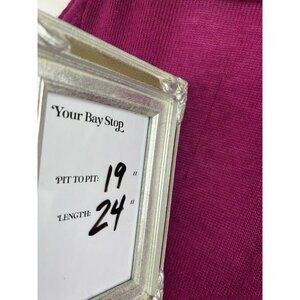 Your Bay Stop
PIT TO PIT: 19 "
LENGTH: 24 "